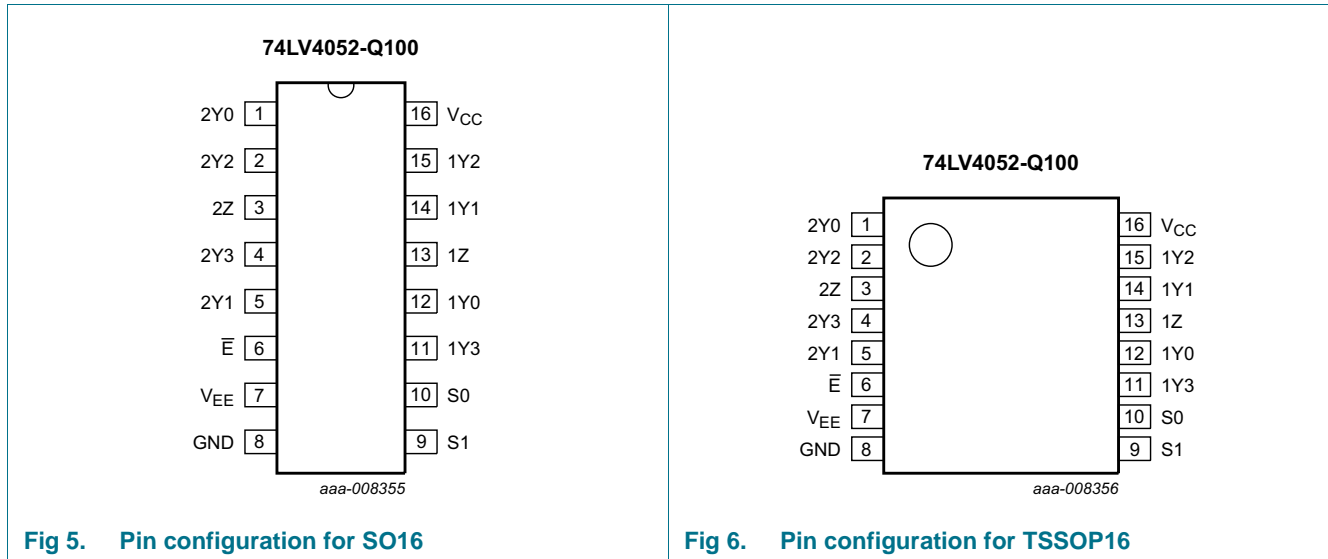 74LV4052-Q100
2Y0 1 16 VCC
2Y2 2 15 1Y2
2Z 3 14 1Y1
2Y3 4 13 1Z
2Y1 5 12 1Y0
E̅ 6 11 1Y3
VEE 7 10 S0
GND 8 9 S1
aaa-008355
Fig 5. Pin configuration for SO16
74LV4052-Q100
2Y0 1 16 VCC
2Y2 2 15 1Y2
2Z 3 14 1Y1
2Y3 4 13 1Z
2Y1 5 12 1Y0
E̅ 6 11 1Y3
VEE 7 10 S0
GND 8 9 S1
aaa-008356
Fig 6. Pin configuration for TSSOP16